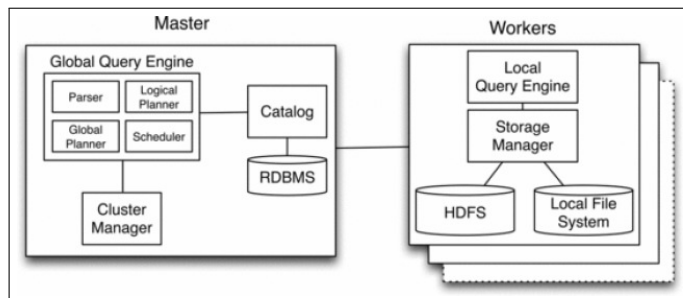 Master
Global Query Engine
Parser
Logical
Planner
Global
Planner
Scheduler
Catalog
RDBMS
Cluster
Manager
Workers
Local
Query Engine
Storage
Manager
HDFS
Local File
System